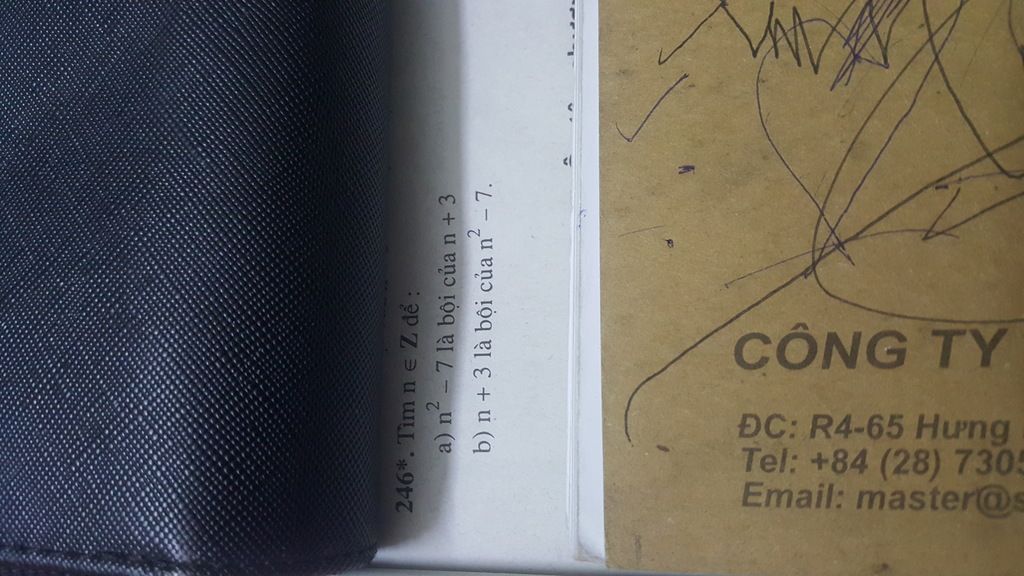 246*. Tìm n ∈ Z để :
a) n² – 7 là bội của n + 3
b) n + 3 là bội của n² – 7.
CÔNG TY
ĐC: R4-65 Hưng
Tel: +84 (28) 7305
Email: master@s